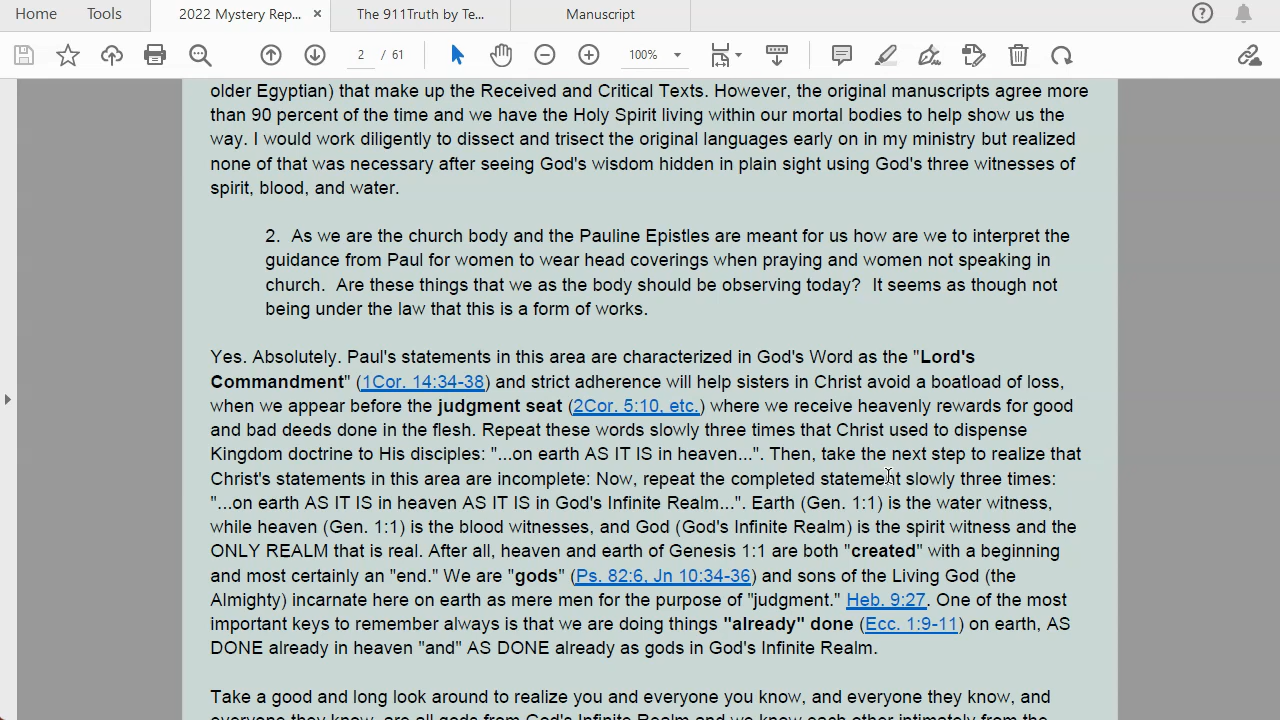 Home Tools 2022 Mystery Rep... × The 911Truth by Te... Manuscript
2 / 61 100%
older Egyptian) that make up the Received and Critical Texts. However, the original manuscripts agree more
than 90 percent of the time and we have the Holy Spirit living within our mortal bodies to help show us the
way. I would work diligently to dissect and trisect the original languages early on in my ministry but realized
none of that was necessary after seeing God's wisdom hidden in plain sight using God's three witnesses of
spirit, blood, and water.
2. As we are the church body and the Pauline Epistles are meant for us how are we to interpret the
guidance from Paul for women to wear head coverings when praying and women not speaking in
church. Are these things that we as the body should be observing today? It seems as though not
being under the law that this is a form of works.
Yes. Absolutely. Paul's statements in this area are characterized in God's Word as the "Lord's
Commandment" (1Cor. 14:34-38) and strict adherence will help sisters in Christ avoid a boatload of loss,
when we appear before the judgment seat (2Cor. 5:10, etc.) where we receive heavenly rewards for good
and bad deeds done in the flesh. Repeat these words slowly three times that Christ used to dispense
Kingdom doctrine to His disciples: "...on earth AS IT IS in heaven...". Then, take the next step to realize that
Christ's statements in this area are incomplete: Now, repeat the completed statement slowly three times:
"...on earth AS IT IS in heaven AS IT IS in God's Infinite Realm...". Earth (Gen. 1:1) is the water witness,
while heaven (Gen. 1:1) is the blood witnesses, and God (God's Infinite Realm) is the spirit witness and the
ONLY REALM that is real. After all, heaven and earth of Genesis 1:1 are both "created" with a beginning
and most certainly an "end." We are "gods" (Ps. 82:6, Jn 10:34-36) and sons of the Living God (the
Almighty) incarnate here on earth as mere men for the purpose of "judgment." Heb. 9:27. One of the most
important keys to remember always is that we are doing things "already" done (Ecc. 1:9-11) on earth, AS
DONE already in heaven "and" AS DONE already as gods in God's Infinite Realm.
Take a good and long look around to realize you and everyone you know, and everyone they know, and
everyone they know, are all gods from God's Infinite Realm and we know each other intimately from the